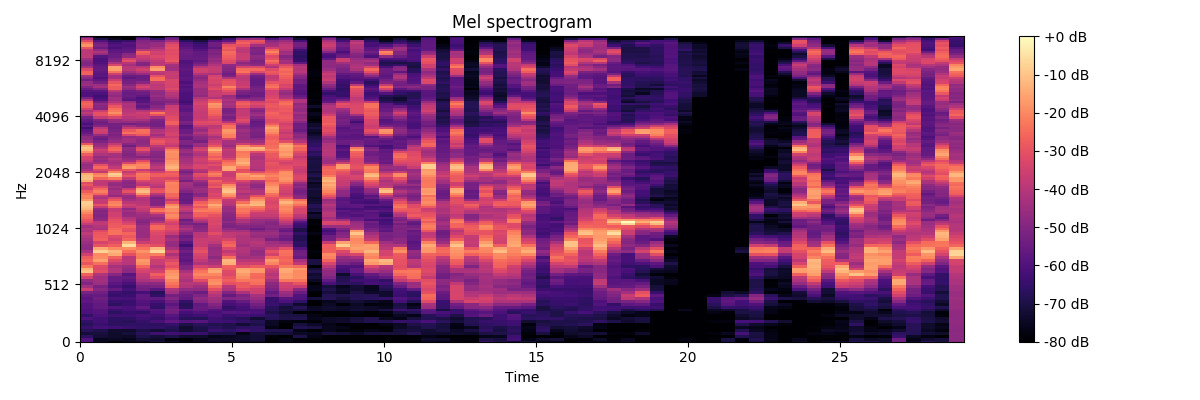 Mel spectrogram
Hz
8192
4096
2048
1024
512
0
0 5 10 15 20 25
Time
+0 dB
-10 dB
-20 dB
-30 dB
-40 dB
-50 dB
-60 dB
-70 dB
-80 dB